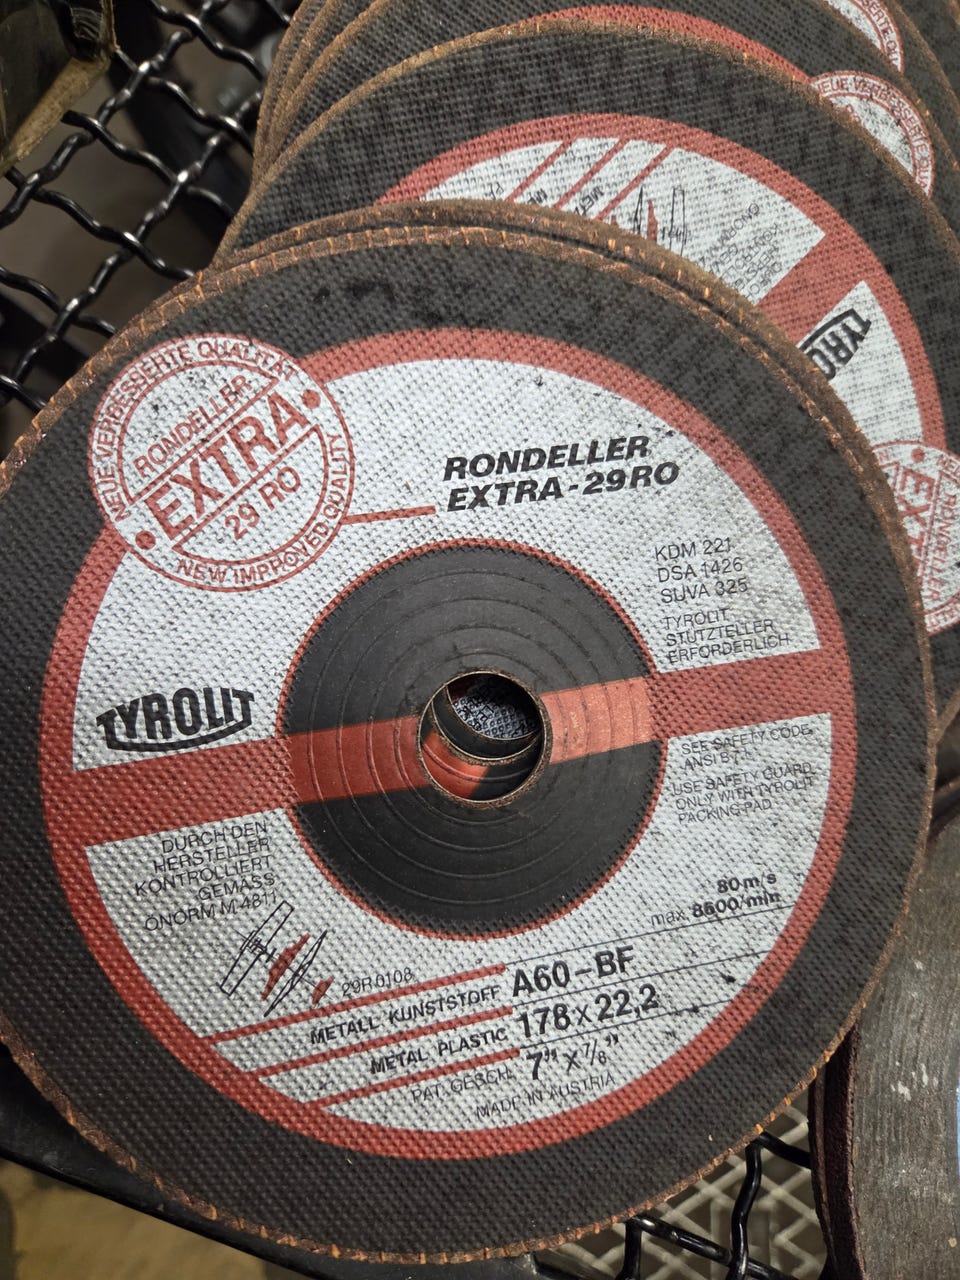 NEUE VERBESSERTE QUALITÄT
RONDELLER
EXTRA
29 RO
NEW IMPROVED QUALITY
RONDELLER
EXTRA-29RO
KDM 221
DSA 1426
SUVA 325
TYROLIT
STÜTZTELLER
ERFORDERLICH
TYROLIT
SEE SAFETY CODE
ANSI B7.1
USE SAFETY GUARD
ONLY WITH TYROLIT
PACKING PAD
DURCH DEN
HERSTELLER
KONTROLLIERT
GEMÄSS
ÖNORM M 4811
80 m/s
max 8600/min
29R 0108
METALL KUNSTSTOFF A60-BF
METAL PLASTIC 178 x 22,2
PAT. GESCH. 7" x 7/8"
MADE IN AUSTRIA
TYRO
EXTRA